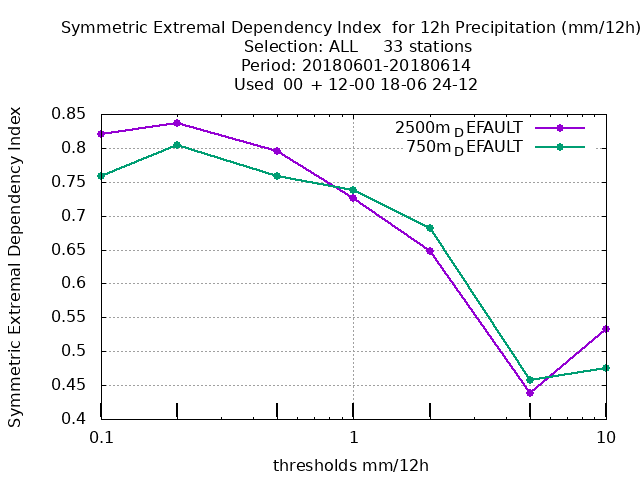 Symmetric Extremal Dependency Index  for 12h Precipitation (mm/12h)
Selection: ALL     33 stations
Period: 20180601-20180614
Used  00  + 12-00 18-06 24-12
0.85
0.8
0.75
0.7
0.65
0.6
0.55
0.5
0.45
0.4
Symmetric Extremal Dependency Index
2500m_DEFAULT
750m_DEFAULT
0.1
1
10
thresholds mm/12h